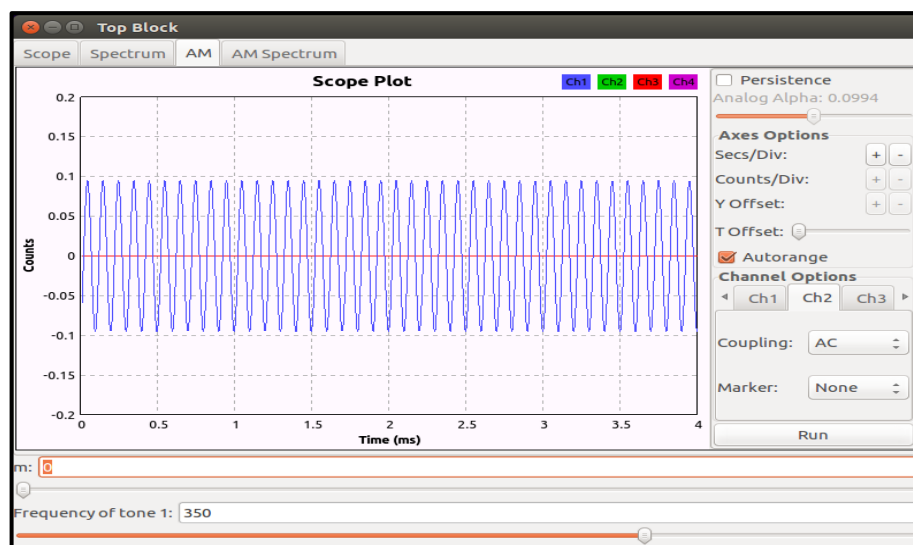 Top Block
Scope Spectrum AM AM Spectrum
Scope Plot
Ch1 Ch2 Ch3 Ch4
0.2
0.15
0.1
0.05
0
-0.05
-0.1
-0.15
-0.2
Counts
0 0.5 1 1.5 2 2.5 3 3.5 4
Time (ms)
Persistence
Analog Alpha: 0.0994
Axes Options
Secs/Div: + -
Counts/Div: + -
Y Offset: + -
T Offset:
Autorange
Channel Options
Ch1 Ch2 Ch3
Coupling: AC
Marker: None
Run
m: 0
Frequency of tone 1: 350